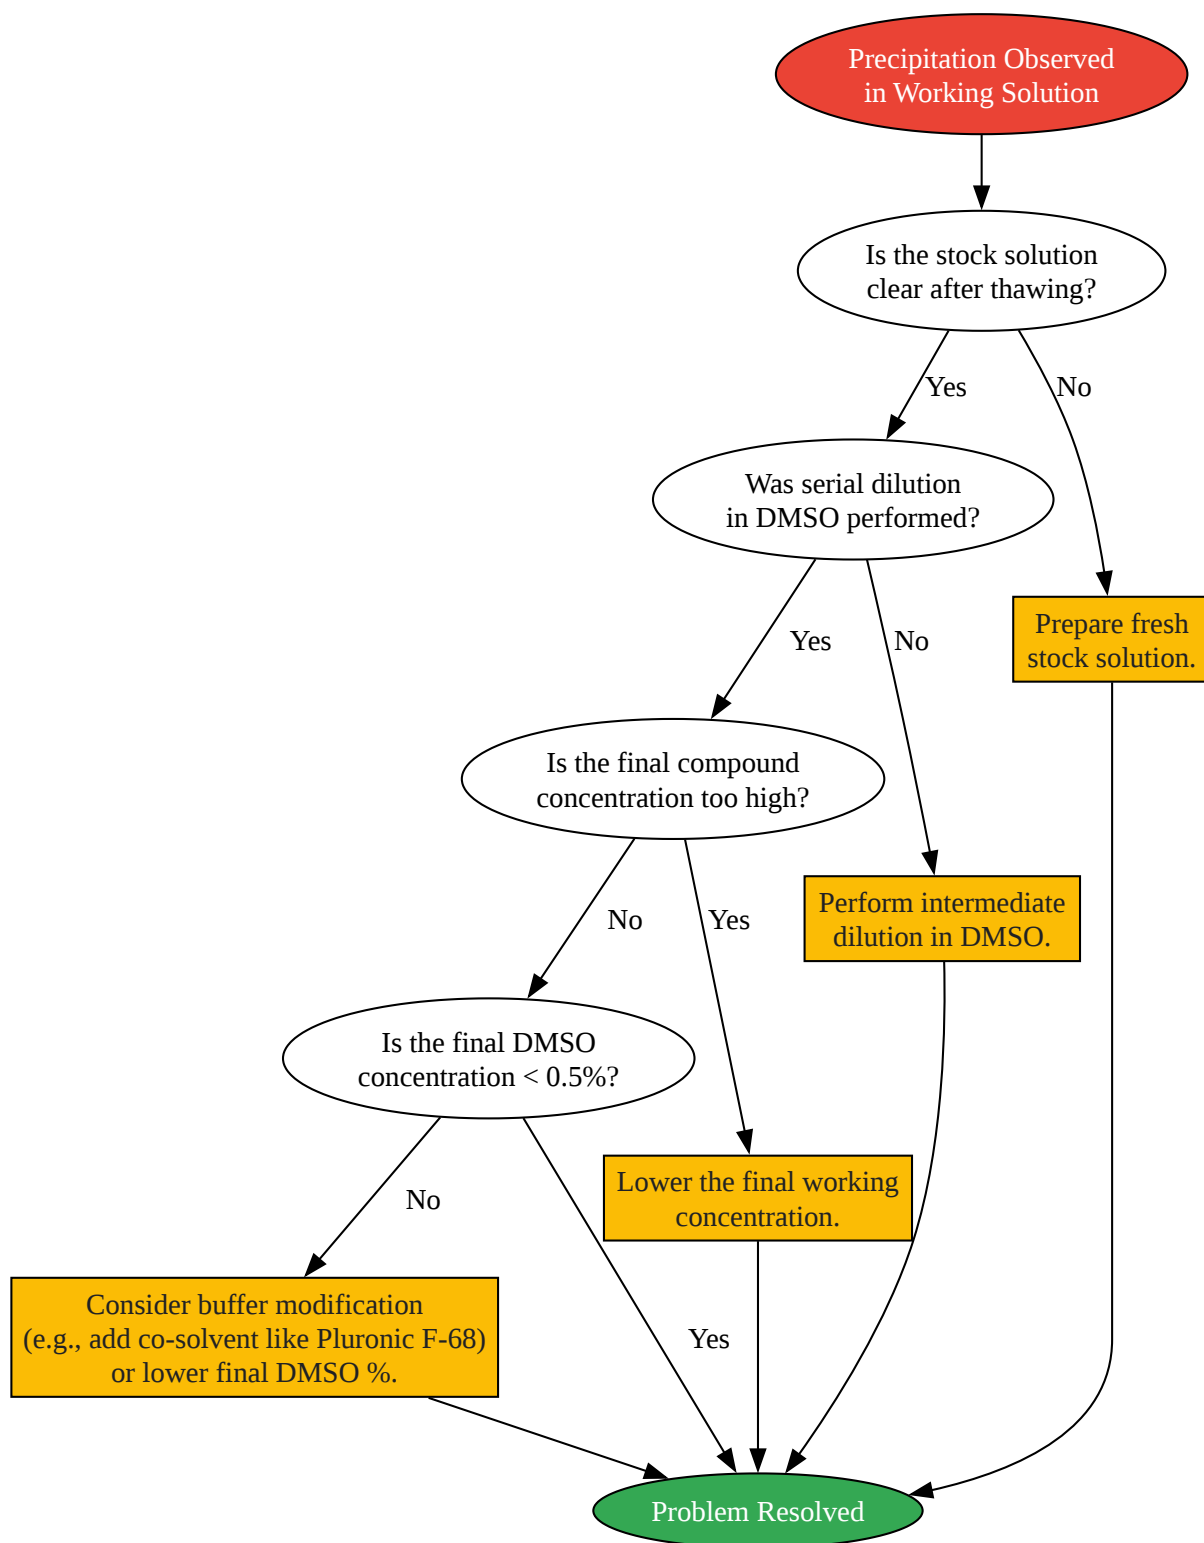 Precipitation Observed
in Working Solution
Is the stock solution
clear after thawing?
Yes
No
Was serial dilution
in DMSO performed?
Prepare fresh
stock solution.
Yes
No
Is the final compound
concentration too high?
Perform intermediate
dilution in DMSO.
No
Yes
Is the final DMSO
concentration < 0.5%?
Lower the final working
concentration.
No
Consider buffer modification
(e.g., add co-solvent like Pluronic F-68)
or lower final DMSO %.
Yes
Problem Resolved